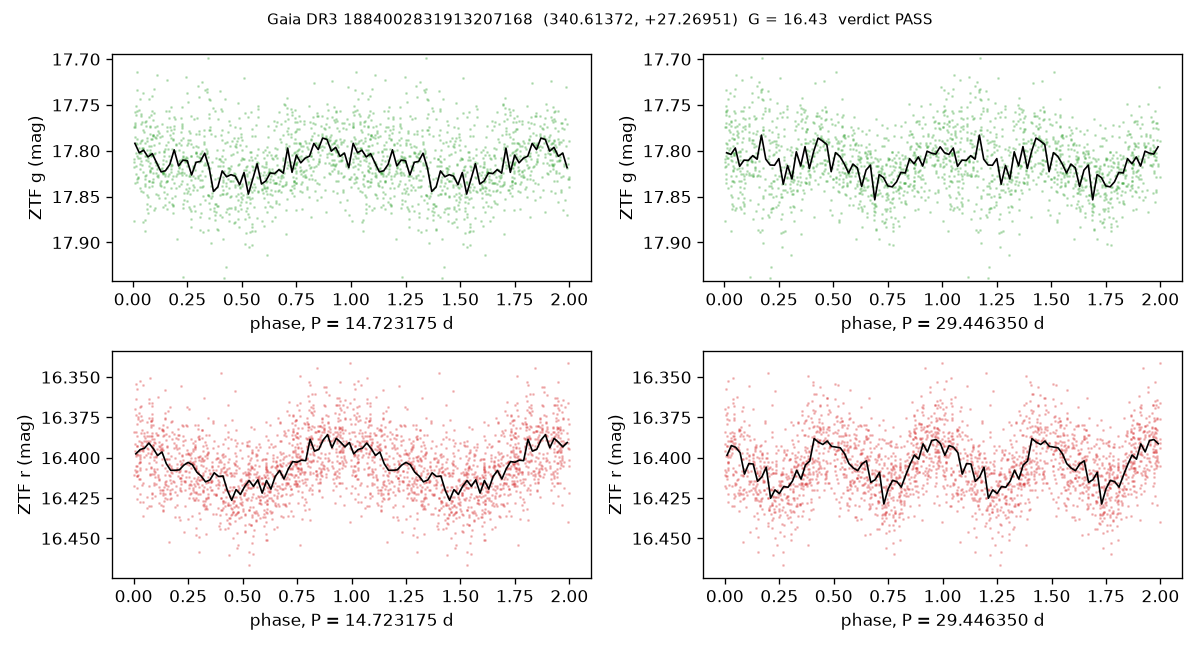 Gaia DR3 1884002831913207168 (340.61372, +27.26951) G = 16.43 verdict PASS
ZTF g (mag)
17.70
17.75
17.80
17.85
17.90
0.00 0.25 0.50 0.75 1.00 1.25 1.50 1.75 2.00
phase, P = 14.723175 d
ZTF g (mag)
17.70
17.75
17.80
17.85
17.90
0.00 0.25 0.50 0.75 1.00 1.25 1.50 1.75 2.00
phase, P = 29.446350 d
ZTF r (mag)
16.350
16.375
16.400
16.425
16.450
0.00 0.25 0.50 0.75 1.00 1.25 1.50 1.75 2.00
phase, P = 14.723175 d
ZTF r (mag)
16.350
16.375
16.400
16.425
16.450
0.00 0.25 0.50 0.75 1.00 1.25 1.50 1.75 2.00
phase, P = 29.446350 d